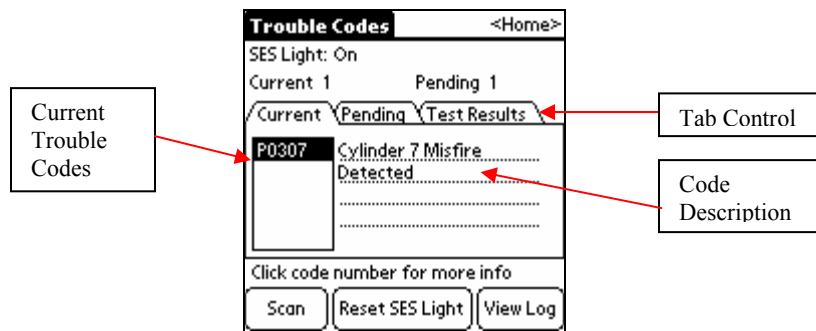 Trouble Codes <Home>
SES Light: On
Current 1 Pending 1
Current Pending Test Results
P0307 Cylinder 7 Misfire
Detected
Click code number for more info
Scan Reset SES Light View Log
Current
Trouble
Codes
Tab Control
Code
Description